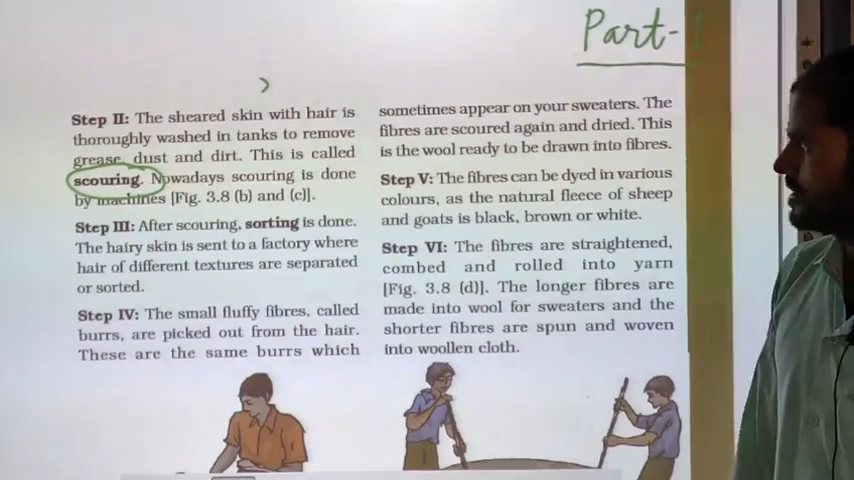 Part-1
Step II: The sheared skin with hair is
thoroughly washed in tanks to remove
grease, dust and dirt. This is called
scouring. Nowadays scouring is done
by machines [Fig. 3.8 (b) and (c)].
Step III: After scouring, sorting is done.
The hairy skin is sent to a factory where
hair of different textures are separated
or sorted.
Step IV: The small fluffy fibres, called
burrs, are picked out from the hair.
These are the same burrs which
sometimes appear on your sweaters. The
fibres are scoured again and dried. This
is the wool ready to be drawn into fibres.
Step V: The fibres can be dyed in various
colours, as the natural fleece of sheep
and goats is black, brown or white.
Step VI: The fibres are straightened,
combed and rolled into yarn
[Fig. 3.8 (d)]. The longer fibres are
made into wool for sweaters and the
shorter fibres are spun and woven
into woollen cloth.